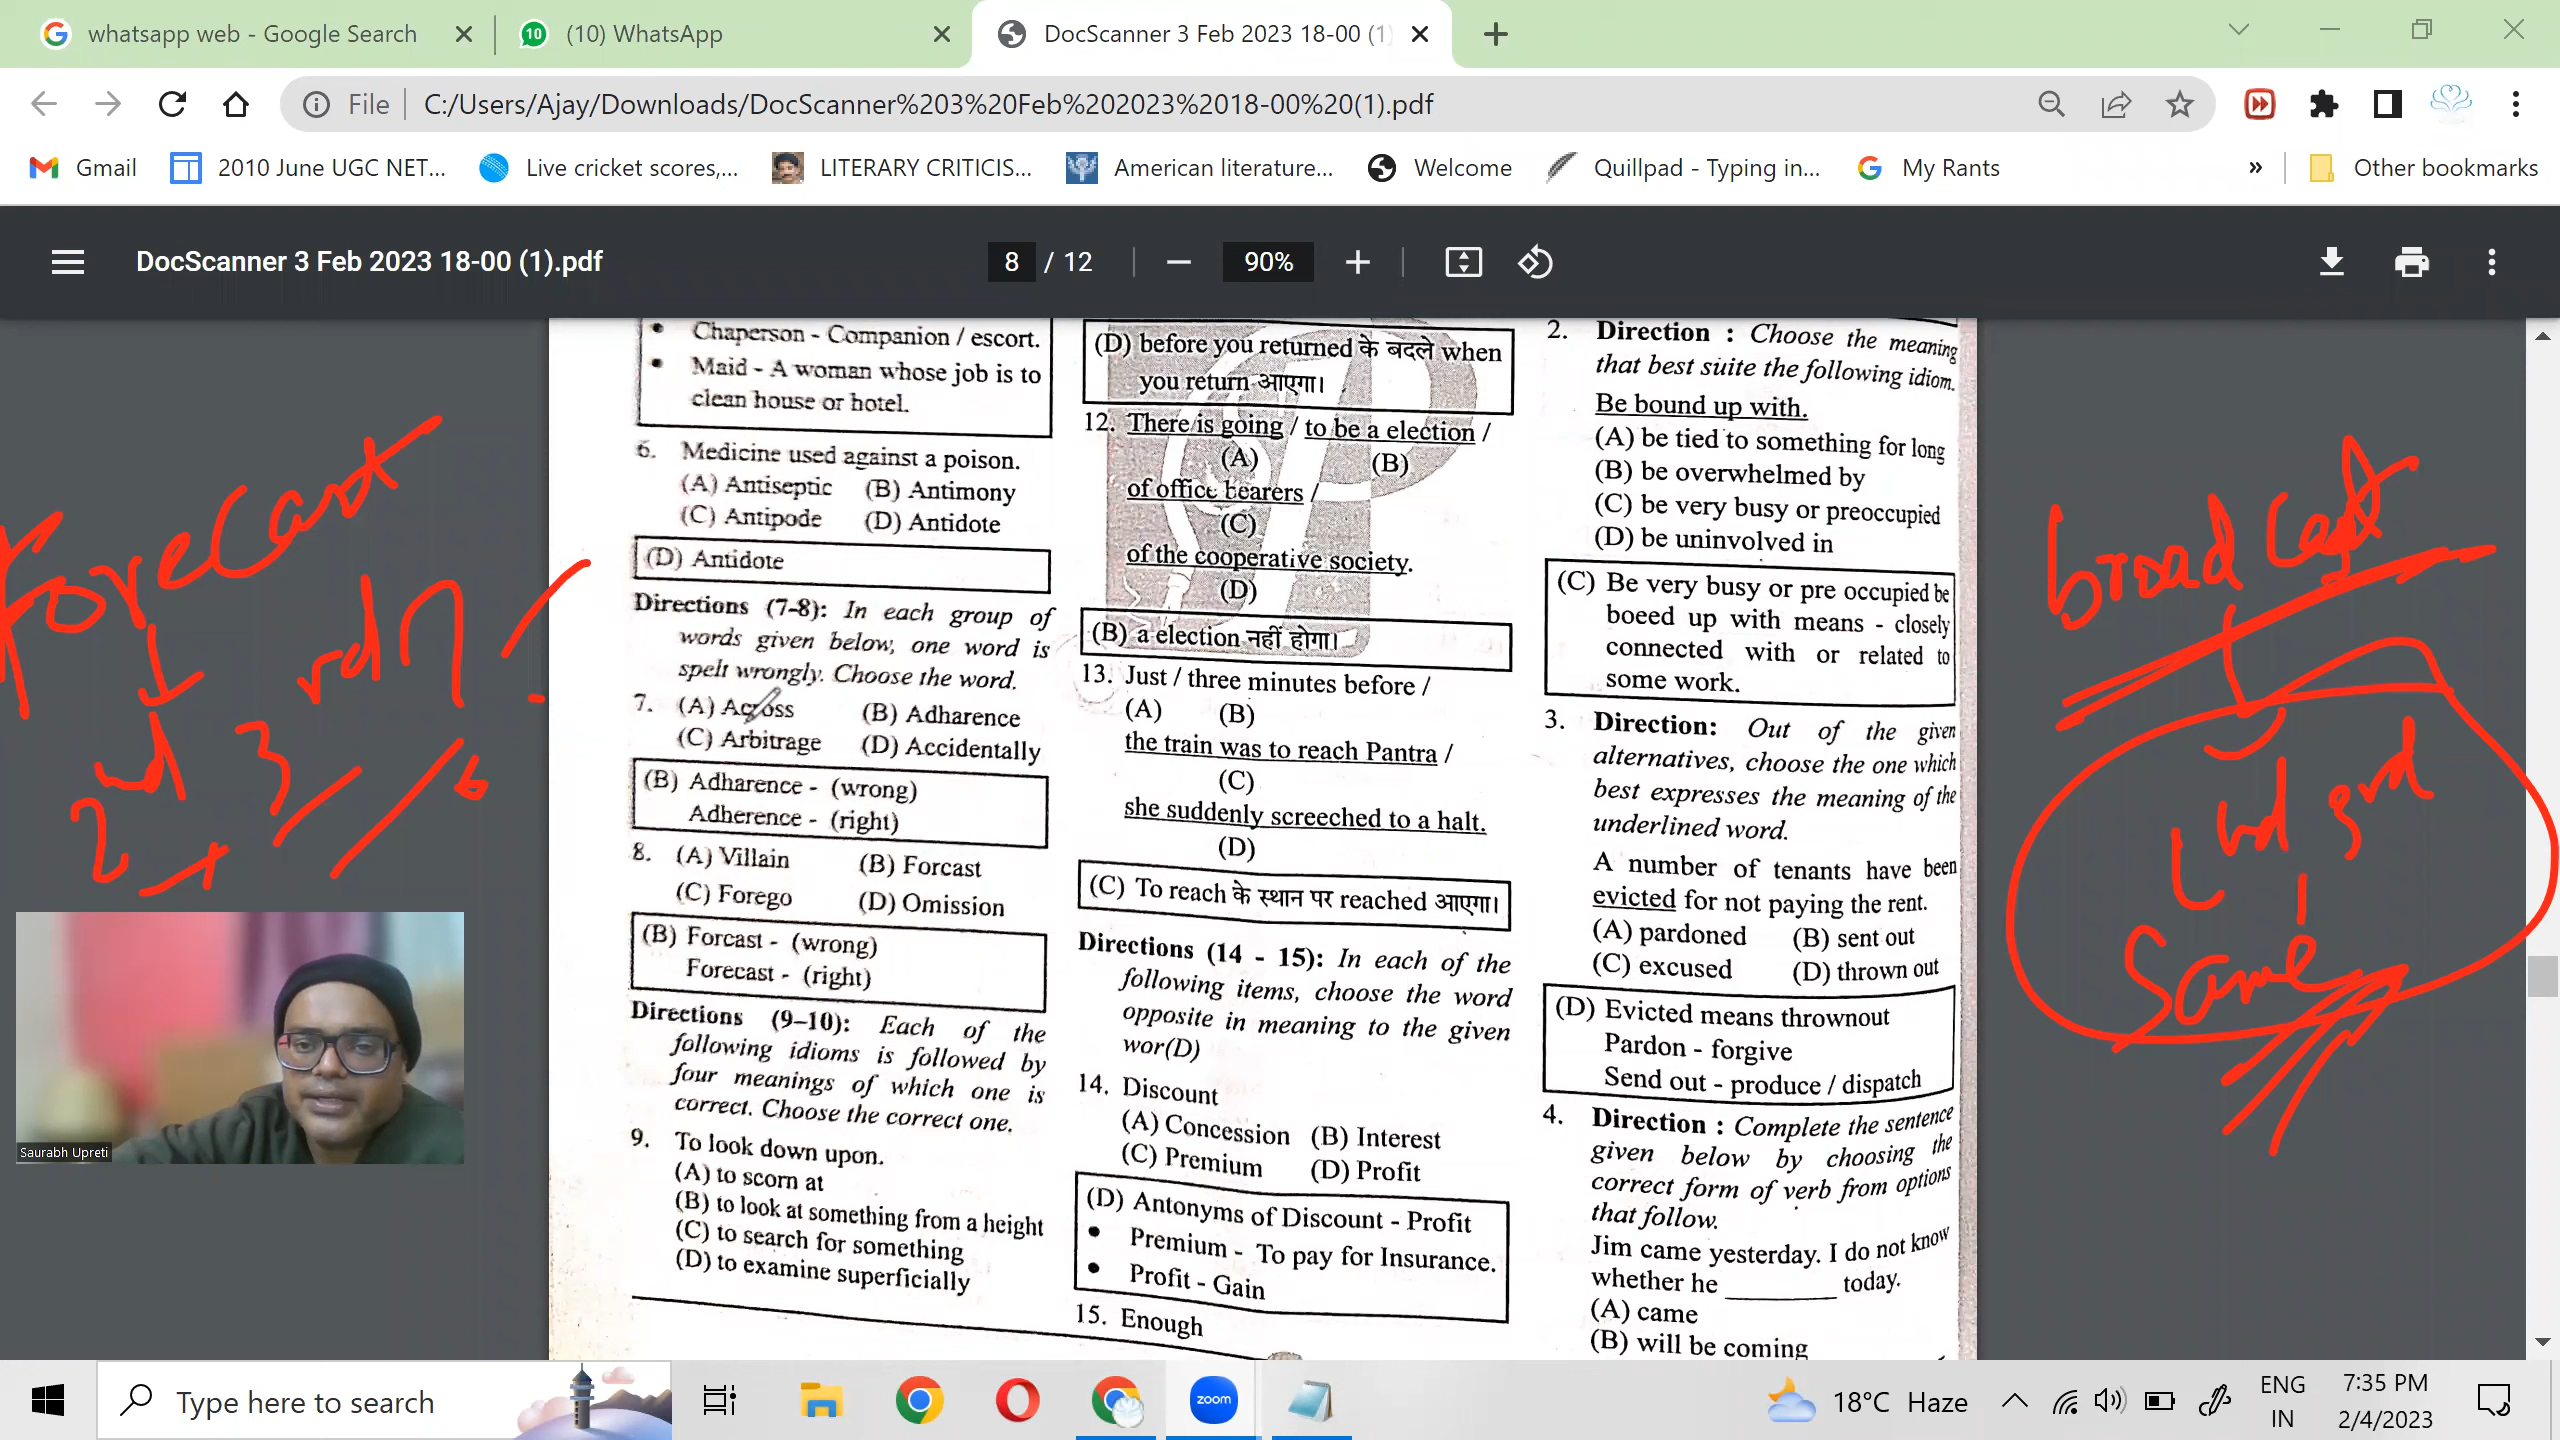 whatsapp web - Google Search
(10) WhatsApp
DocScanner 3 Feb 2023 18-00 (1)
File
C:/Users/Ajay/Downloads/DocScanner%203%20Feb%202023%2018-00%20(1).pdf
Gmail
2010 June UGC NET...
Live cricket scores,...
LITERARY CRITICIS...
American literature...
Welcome
Quillpad - Typing in...
My Rants
»
Other bookmarks
DocScanner 3 Feb 2023 18-00 (1).pdf
8 / 12
90%
• Chaperson - Companion / escort.
• Maid - A woman whose job is to
clean house or hotel.
6. Medicine used against a poison.
(A) Antiseptic (B) Antimony
(C) Antipode (D) Antidote
(D) Antidote
Directions (7-8): In each group of
words given below, one word is
spelt wrongly. Choose the word.
7. (A) Across (B) Adharence
(C) Arbitrage (D) Accidentally
(B) Adharence - (wrong)
Adherence - (right)
8. (A) Villain (B) Forcast
(C) Forego (D) Omission
(B) Forcast - (wrong)
Forecast - (right)
Directions (9–10): Each of the
following idioms is followed by
four meanings of which one is
correct. Choose the correct one.
9. To look down upon.
(A) to scorn at
(B) to look at something from a height
(C) to search for something
(D) to examine superficially
(D) before you returned के बदले when
you return आएगा।
12. There is going / to be a election /
(A) (B)
of office bearers /
(C)
of the cooperative society.
(D)
(B) a election नहीं होगा।
13. Just / three minutes before /
(A) (B)
the train was to reach Pantra /
(C)
she suddenly screeched to a halt.
(D)
(C) To reach के स्थान पर reached आएगा।
Directions (14 - 15): In each of the
following items, choose the word
opposite in meaning to the given
wor(D)
14. Discount
(A) Concession (B) Interest
(C) Premium (D) Profit
(D) Antonyms of Discount - Profit
• Premium - To pay for Insurance.
• Profit - Gain
15. Enough
2. Direction : Choose the meaning
that best suite the following idiom.
Be bound up with.
(A) be tied to something for long
(B) be overwhelmed by
(C) be very busy or preoccupied
(D) be uninvolved in
(C) Be very busy or pre occupied be
boeed up with means - closely
connected with or related to
some work.
3. Direction: Out of the given
alternatives, choose the one which
best expresses the meaning of the
underlined word.
A number of tenants have been
evicted for not paying the rent.
(A) pardoned (B) sent out
(C) excused (D) thrown out
(D) Evicted means thrownout
Pardon - forgive
Send out - produce / dispatch
4. Direction : Complete the sentence
given below by choosing the
correct form of verb from options
that follow.
Jim came yesterday. I do not know
whether he ________ today.
(A) came
(B) will be coming
forecast
2nd 3
rd
broadcast
same
Saurabh Upreti
Type here to search
zoom
18°C Haze
ENG
IN
7:35 PM
2/4/2023